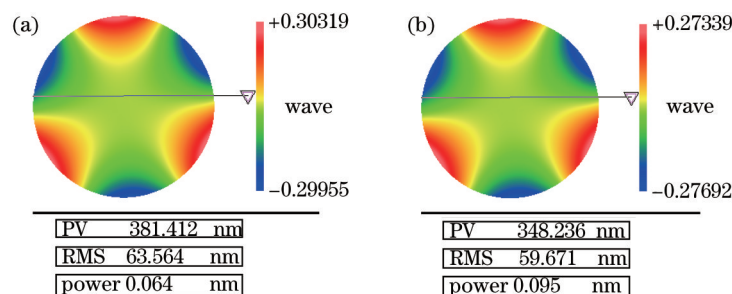 (a)
+0.30319
wave
−0.29955
PV 381.412 nm
RMS 63.564 nm
power 0.064 nm
(b)
+0.27339
wave
−0.27692
PV 348.236 nm
RMS 59.671 nm
power 0.095 nm